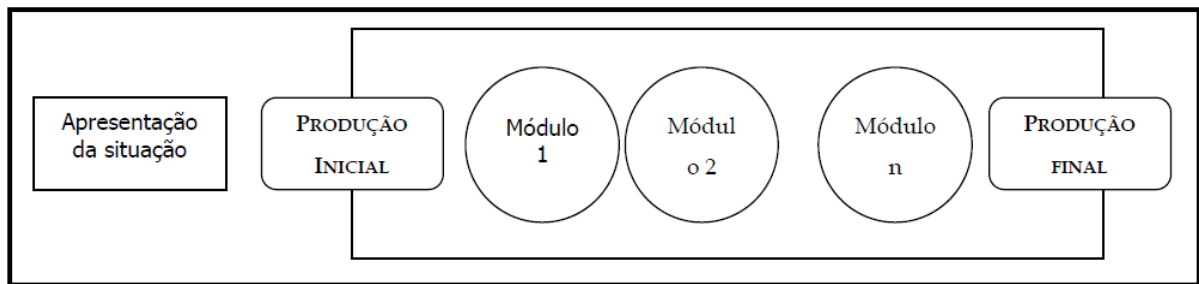 Apresentação
da situação
PRODUÇÃO
INICIAL
Módulo
1
Módul
o 2
Módulo
n
PRODUÇÃO
FINAL